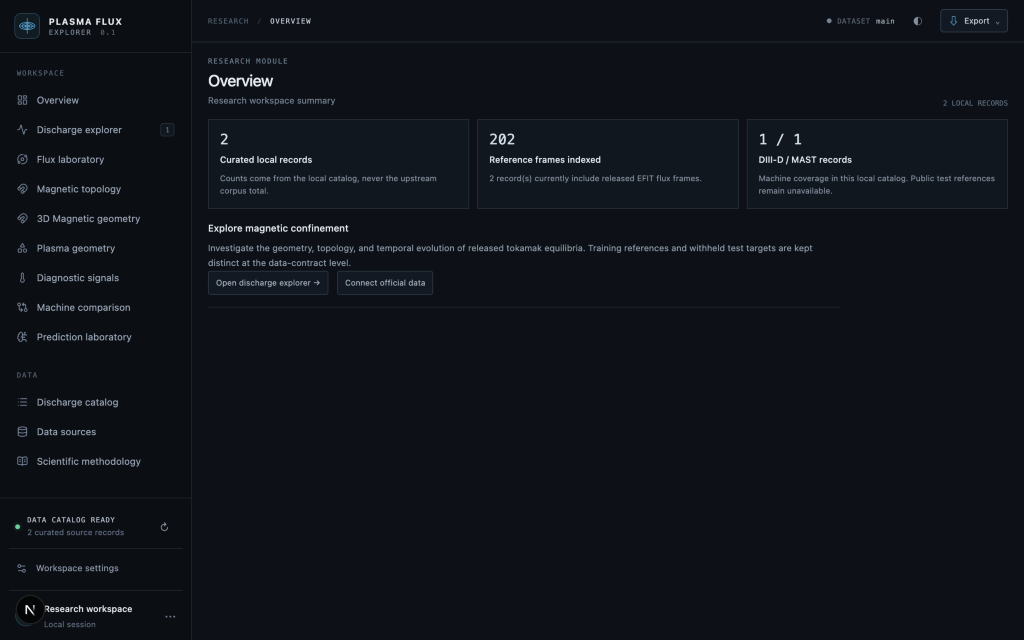 PLASMA FLUX
EXPLORER 0.1
WORKSPACE
Overview
Discharge explorer 1
Flux laboratory
Magnetic topology
3D Magnetic geometry
Plasma geometry
Diagnostic signals
Machine comparison
Prediction laboratory
DATA
Discharge catalog
Data sources
Scientific methodology
DATA CATALOG READY
2 curated source records
Workspace settings
N
Research workspace
Local session
RESEARCH / OVERVIEW
DATASET main
Export
RESEARCH MODULE
Overview
Research workspace summary
2 LOCAL RECORDS
2
Curated local records
Counts come from the local catalog, never the upstream
corpus total.
202
Reference frames indexed
2 record(s) currently include released EFIT flux frames.
1 / 1
DIII-D / MAST records
Machine coverage in this local catalog. Public test references
remain unavailable.
Explore magnetic confinement
Investigate the geometry, topology, and temporal evolution of released tokamak equilibria. Training references and withheld test targets are kept
distinct at the data-contract level.
Open discharge explorer →
Connect official data